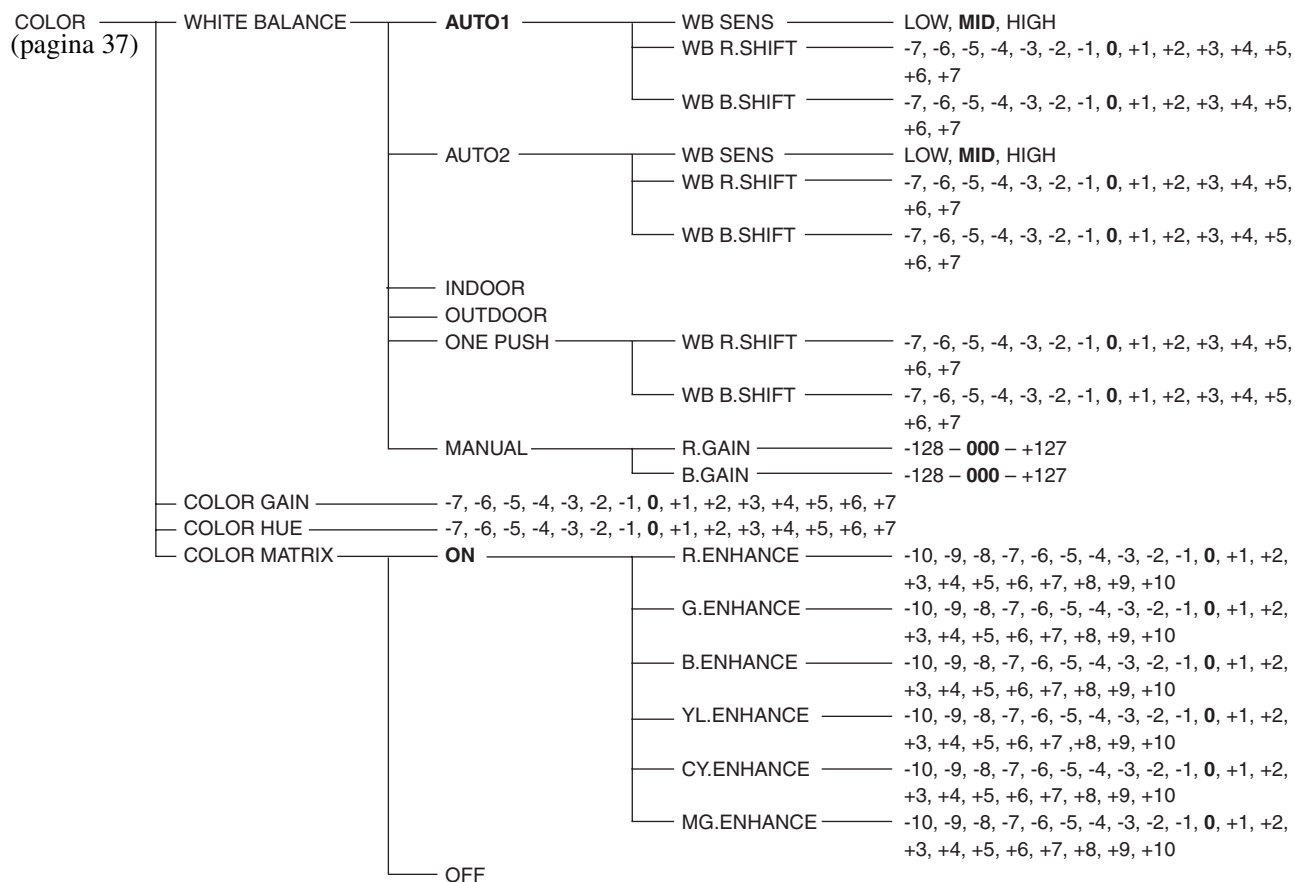 COLOR WHITE BALANCE AUTO1 WB SENS LOW, MID, HIGH
(pagina 37) WB R.SHIFT -7, -6, -5, -4, -3, -2, -1, 0, +1, +2, +3, +4, +5,
+6, +7
WB B.SHIFT -7, -6, -5, -4, -3, -2, -1, 0, +1, +2, +3, +4, +5,
+6, +7
AUTO2 WB SENS LOW, MID, HIGH
WB R.SHIFT -7, -6, -5, -4, -3, -2, -1, 0, +1, +2, +3, +4, +5,
+6, +7
WB B.SHIFT -7, -6, -5, -4, -3, -2, -1, 0, +1, +2, +3, +4, +5,
+6, +7
INDOOR
OUTDOOR
ONE PUSH WB R.SHIFT -7, -6, -5, -4, -3, -2, -1, 0, +1, +2, +3, +4, +5,
+6, +7
WB B.SHIFT -7, -6, -5, -4, -3, -2, -1, 0, +1, +2, +3, +4, +5,
+6, +7
MANUAL R.GAIN -128 – 000 – +127
B.GAIN -128 – 000 – +127
COLOR GAIN -7, -6, -5, -4, -3, -2, -1, 0, +1, +2, +3, +4, +5, +6, +7
COLOR HUE -7, -6, -5, -4, -3, -2, -1, 0, +1, +2, +3, +4, +5, +6, +7
COLOR MATRIX ON R.ENHANCE -10, -9, -8, -7, -6, -5, -4, -3, -2, -1, 0, +1, +2,
+3, +4, +5, +6, +7, +8, +9, +10
G.ENHANCE -10, -9, -8, -7, -6, -5, -4, -3, -2, -1, 0, +1, +2,
+3, +4, +5, +6, +7, +8, +9, +10
B.ENHANCE -10, -9, -8, -7, -6, -5, -4, -3, -2, -1, 0, +1, +2,
+3, +4, +5, +6, +7, +8, +9, +10
YL.ENHANCE -10, -9, -8, -7, -6, -5, -4, -3, -2, -1, 0, +1, +2,
+3, +4, +5, +6, +7 ,+8, +9, +10
CY.ENHANCE -10, -9, -8, -7, -6, -5, -4, -3, -2, -1, 0, +1, +2,
+3, +4, +5, +6, +7, +8, +9, +10
MG.ENHANCE -10, -9, -8, -7, -6, -5, -4, -3, -2, -1, 0, +1, +2,
+3, +4, +5, +6, +7, +8, +9, +10
OFF